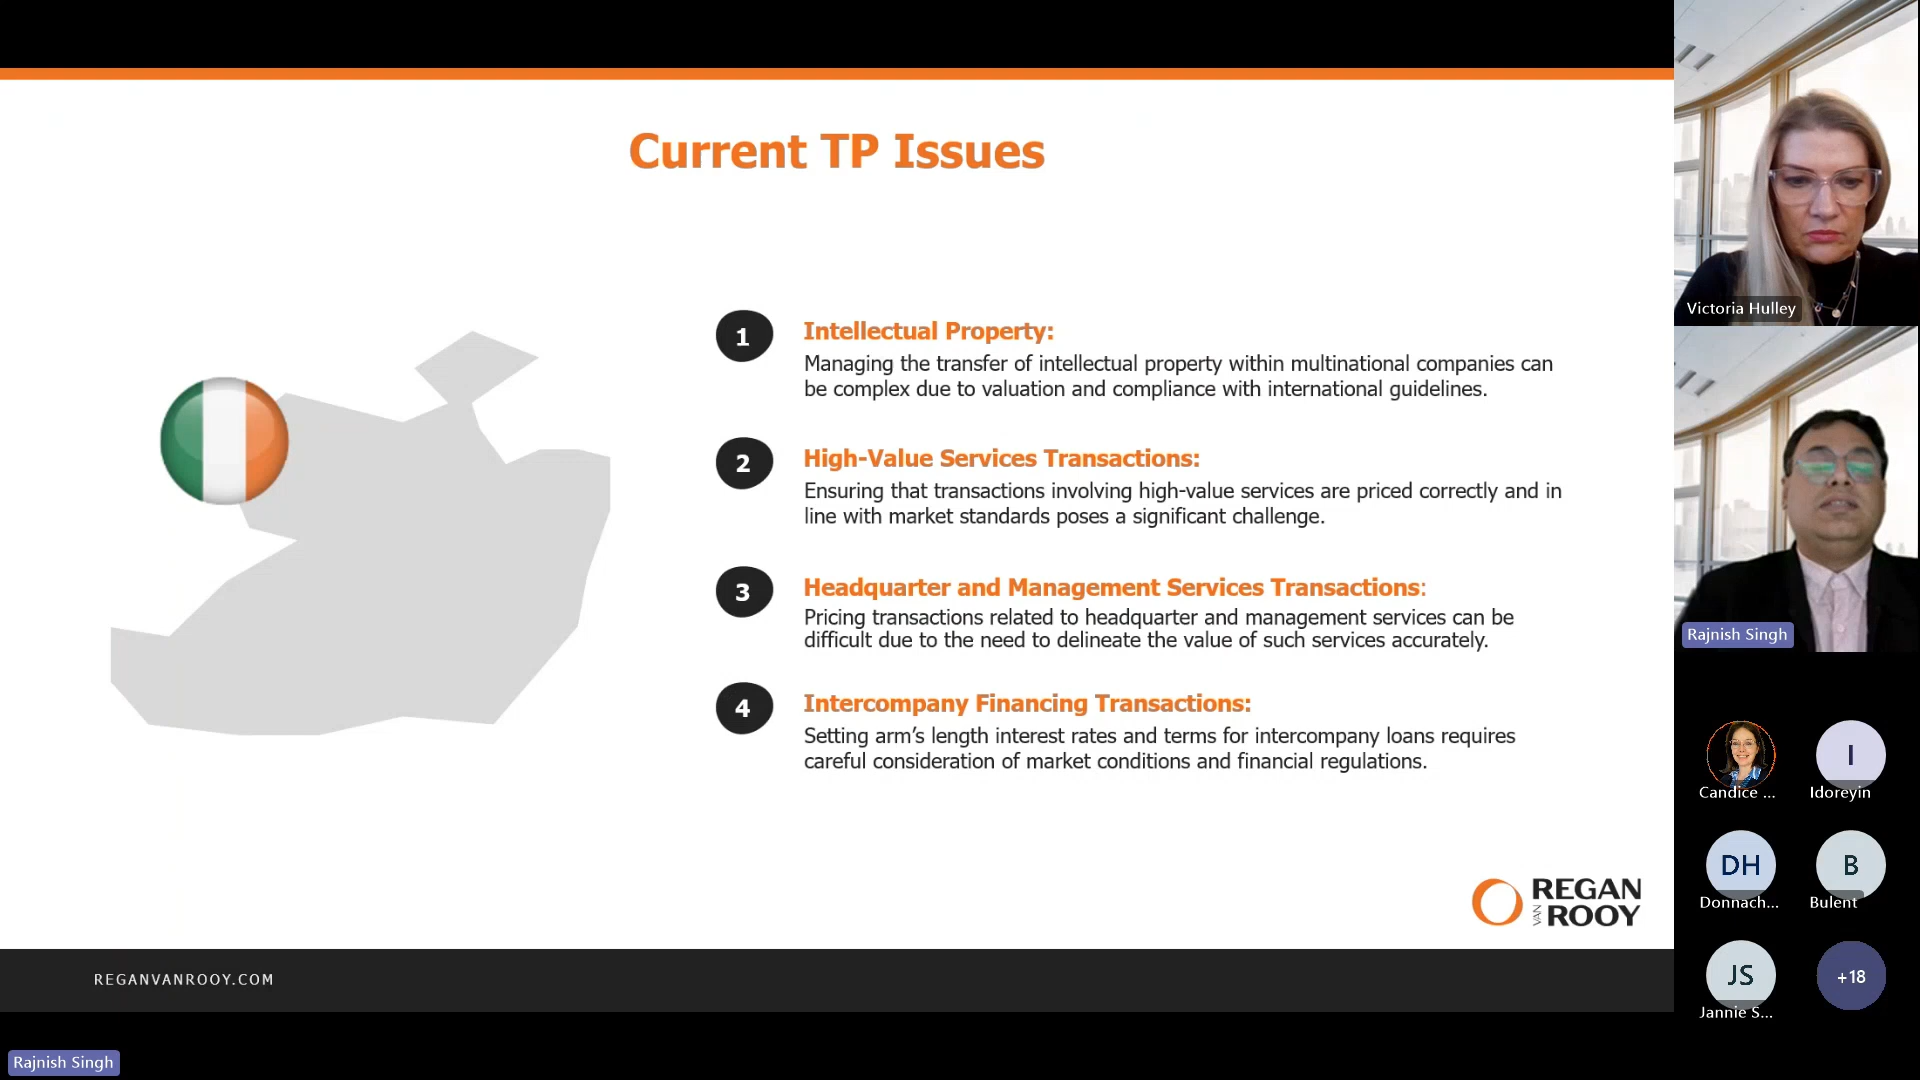 Current TP Issues
1
Intellectual Property:
Managing the transfer of intellectual property within multinational companies can
be complex due to valuation and compliance with international guidelines.
2
High-Value Services Transactions:
Ensuring that transactions involving high-value services are priced correctly and in
line with market standards poses a significant challenge.
3
Headquarter and Management Services Transactions:
Pricing transactions related to headquarter and management services can be
difficult due to the need to delineate the value of such services accurately.
4
Intercompany Financing Transactions:
Setting arm’s length interest rates and terms for intercompany loans requires
careful consideration of market conditions and financial regulations.
REGAN
VAN ROOY
REGANVANROOY.COM
Rajnish Singh
Victoria Hulley
Rajnish Singh
Candice ...
I
Idoreyin
DH
Donnach...
B
Bulent
JS
Jannie S...
+18